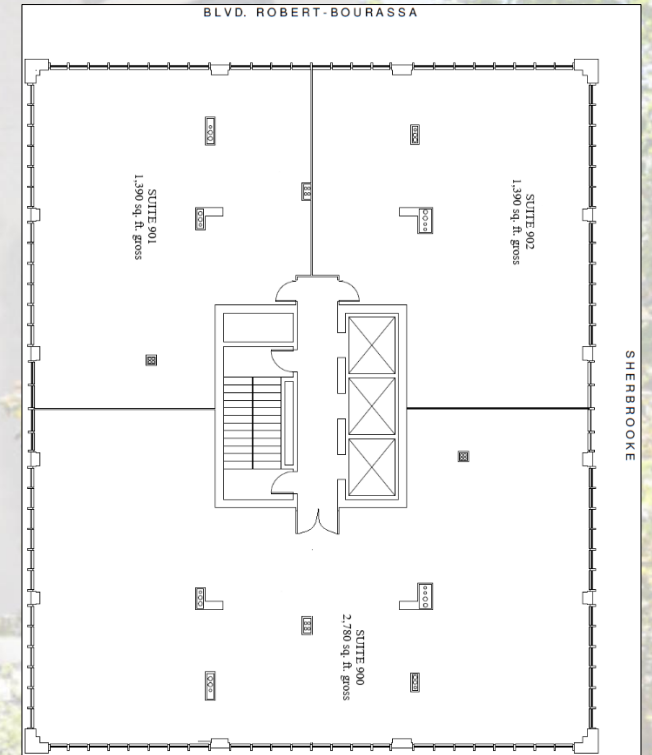 BLVD. ROBERT-BOURASSA
SUITE 901
1,390 sq. ft. gross
SUITE 902
1,390 sq. ft. gross
SHERBROOKE
SUITE 900
2,780 sq. ft. gross